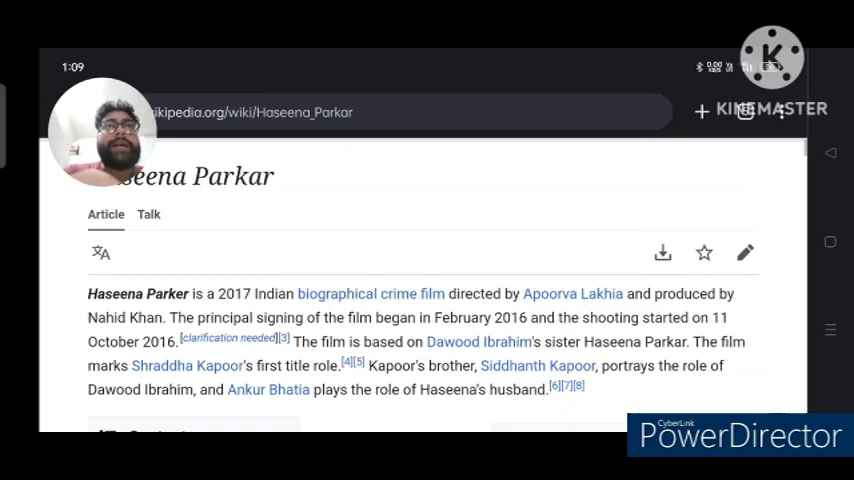 1:09
ikipedia.org/wiki/Haseena_Parkar
KINEMASTER
seena Parkar
Article Talk
Haseena Parker is a 2017 Indian biographical crime film directed by Apoorva Lakhia and produced by
Nahid Khan. The principal signing of the film began in February 2016 and the shooting started on 11
October 2016.[clarification needed][3] The film is based on Dawood Ibrahim's sister Haseena Parkar. The film
marks Shraddha Kapoor's first title role.[4][5] Kapoor's brother, Siddhanth Kapoor, portrays the role of
Dawood Ibrahim, and Ankur Bhatia plays the role of Haseena's husband.[6][7][8]
CyberLink
PowerDirector